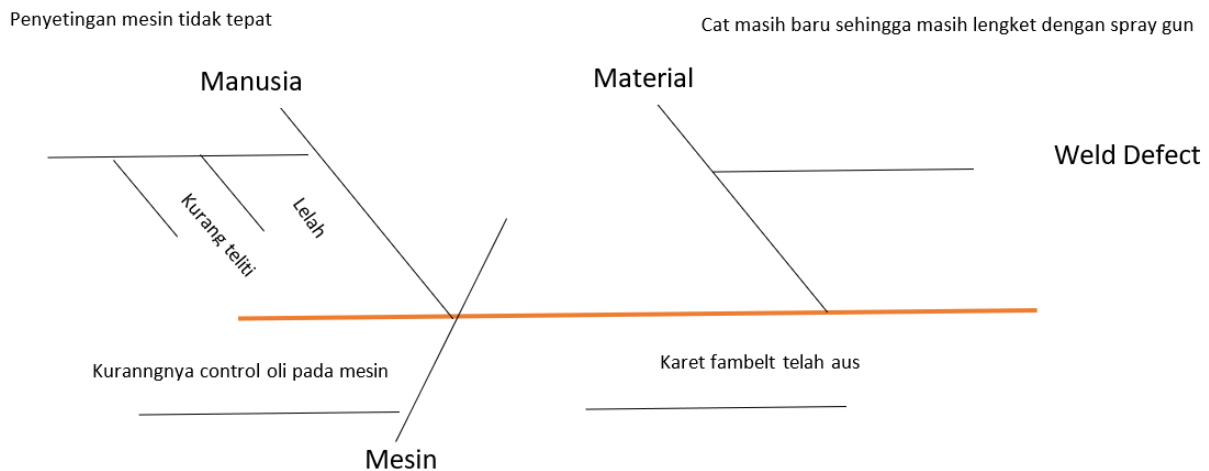 Penyetingan mesin tidak tepat
Cat masih baru sehingga masih lengket dengan spray gun
Manusia
Material
Weld Defect
Kurang teliti
Lelah
Kuranngnya control oli pada mesin
Karet fambelt telah aus
Mesin